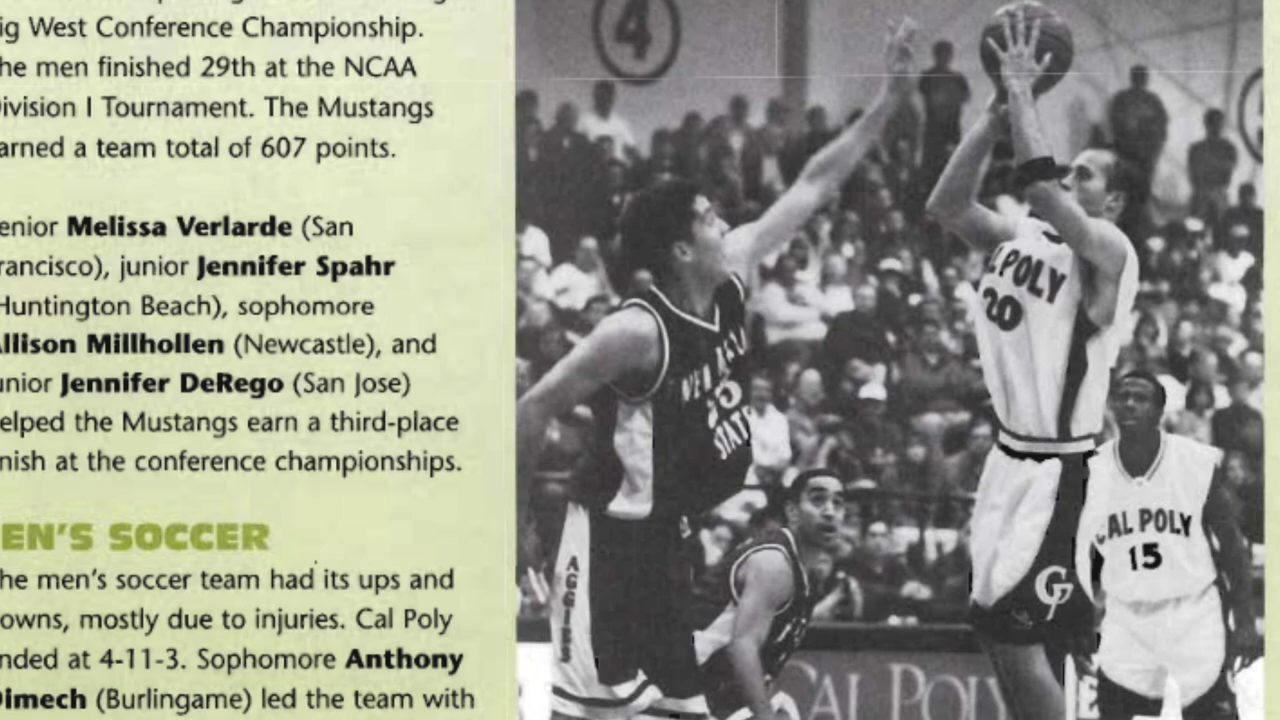 ig West Conference Championship.
he men finished 29th at the NCAA
ivision I Tournament. The Mustangs
arned a team total of 607 points.
enior Melissa Verlarde (San
rancisco), junior Jennifer Spahr
Huntington Beach), sophomore
llison Millhollen (Newcastle), and
unior Jennifer DeRego (San Jose)
elped the Mustangs earn a third-place
nish at the conference championships.
EN'S SOCCER
he men's soccer team had its ups and
owns, mostly due to injuries. Cal Poly
nded at 4-11-3. Sophomore Anthony
imech (Burlingame) led the team with
4
L POLY
20
STATE
AGGIES
CAL POLY
15
G
CAL POLY